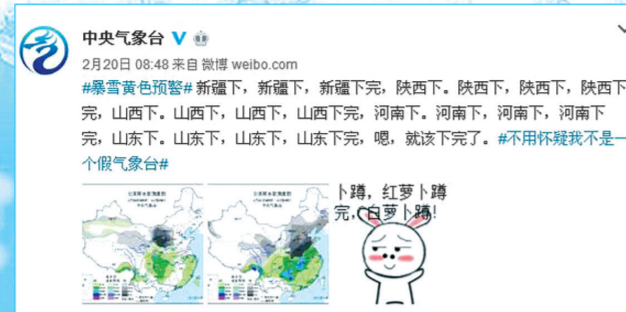 中央气象台
2月20日 08:48 来自 微博 weibo.com
#暴雪黄色预警# 新疆下，新疆下，新疆下完，陕西下。陕西下，陕西下，陕西下
完，山西下。山西下，山西下，山西下完，河南下。河南下，河南下，河南下
完，山东下。山东下，山东下，山东下完，嗯，就该下完了。#不用怀疑我不是一
个假气象台#
卜蹲，红萝卜蹲
完，白萝卜蹲!